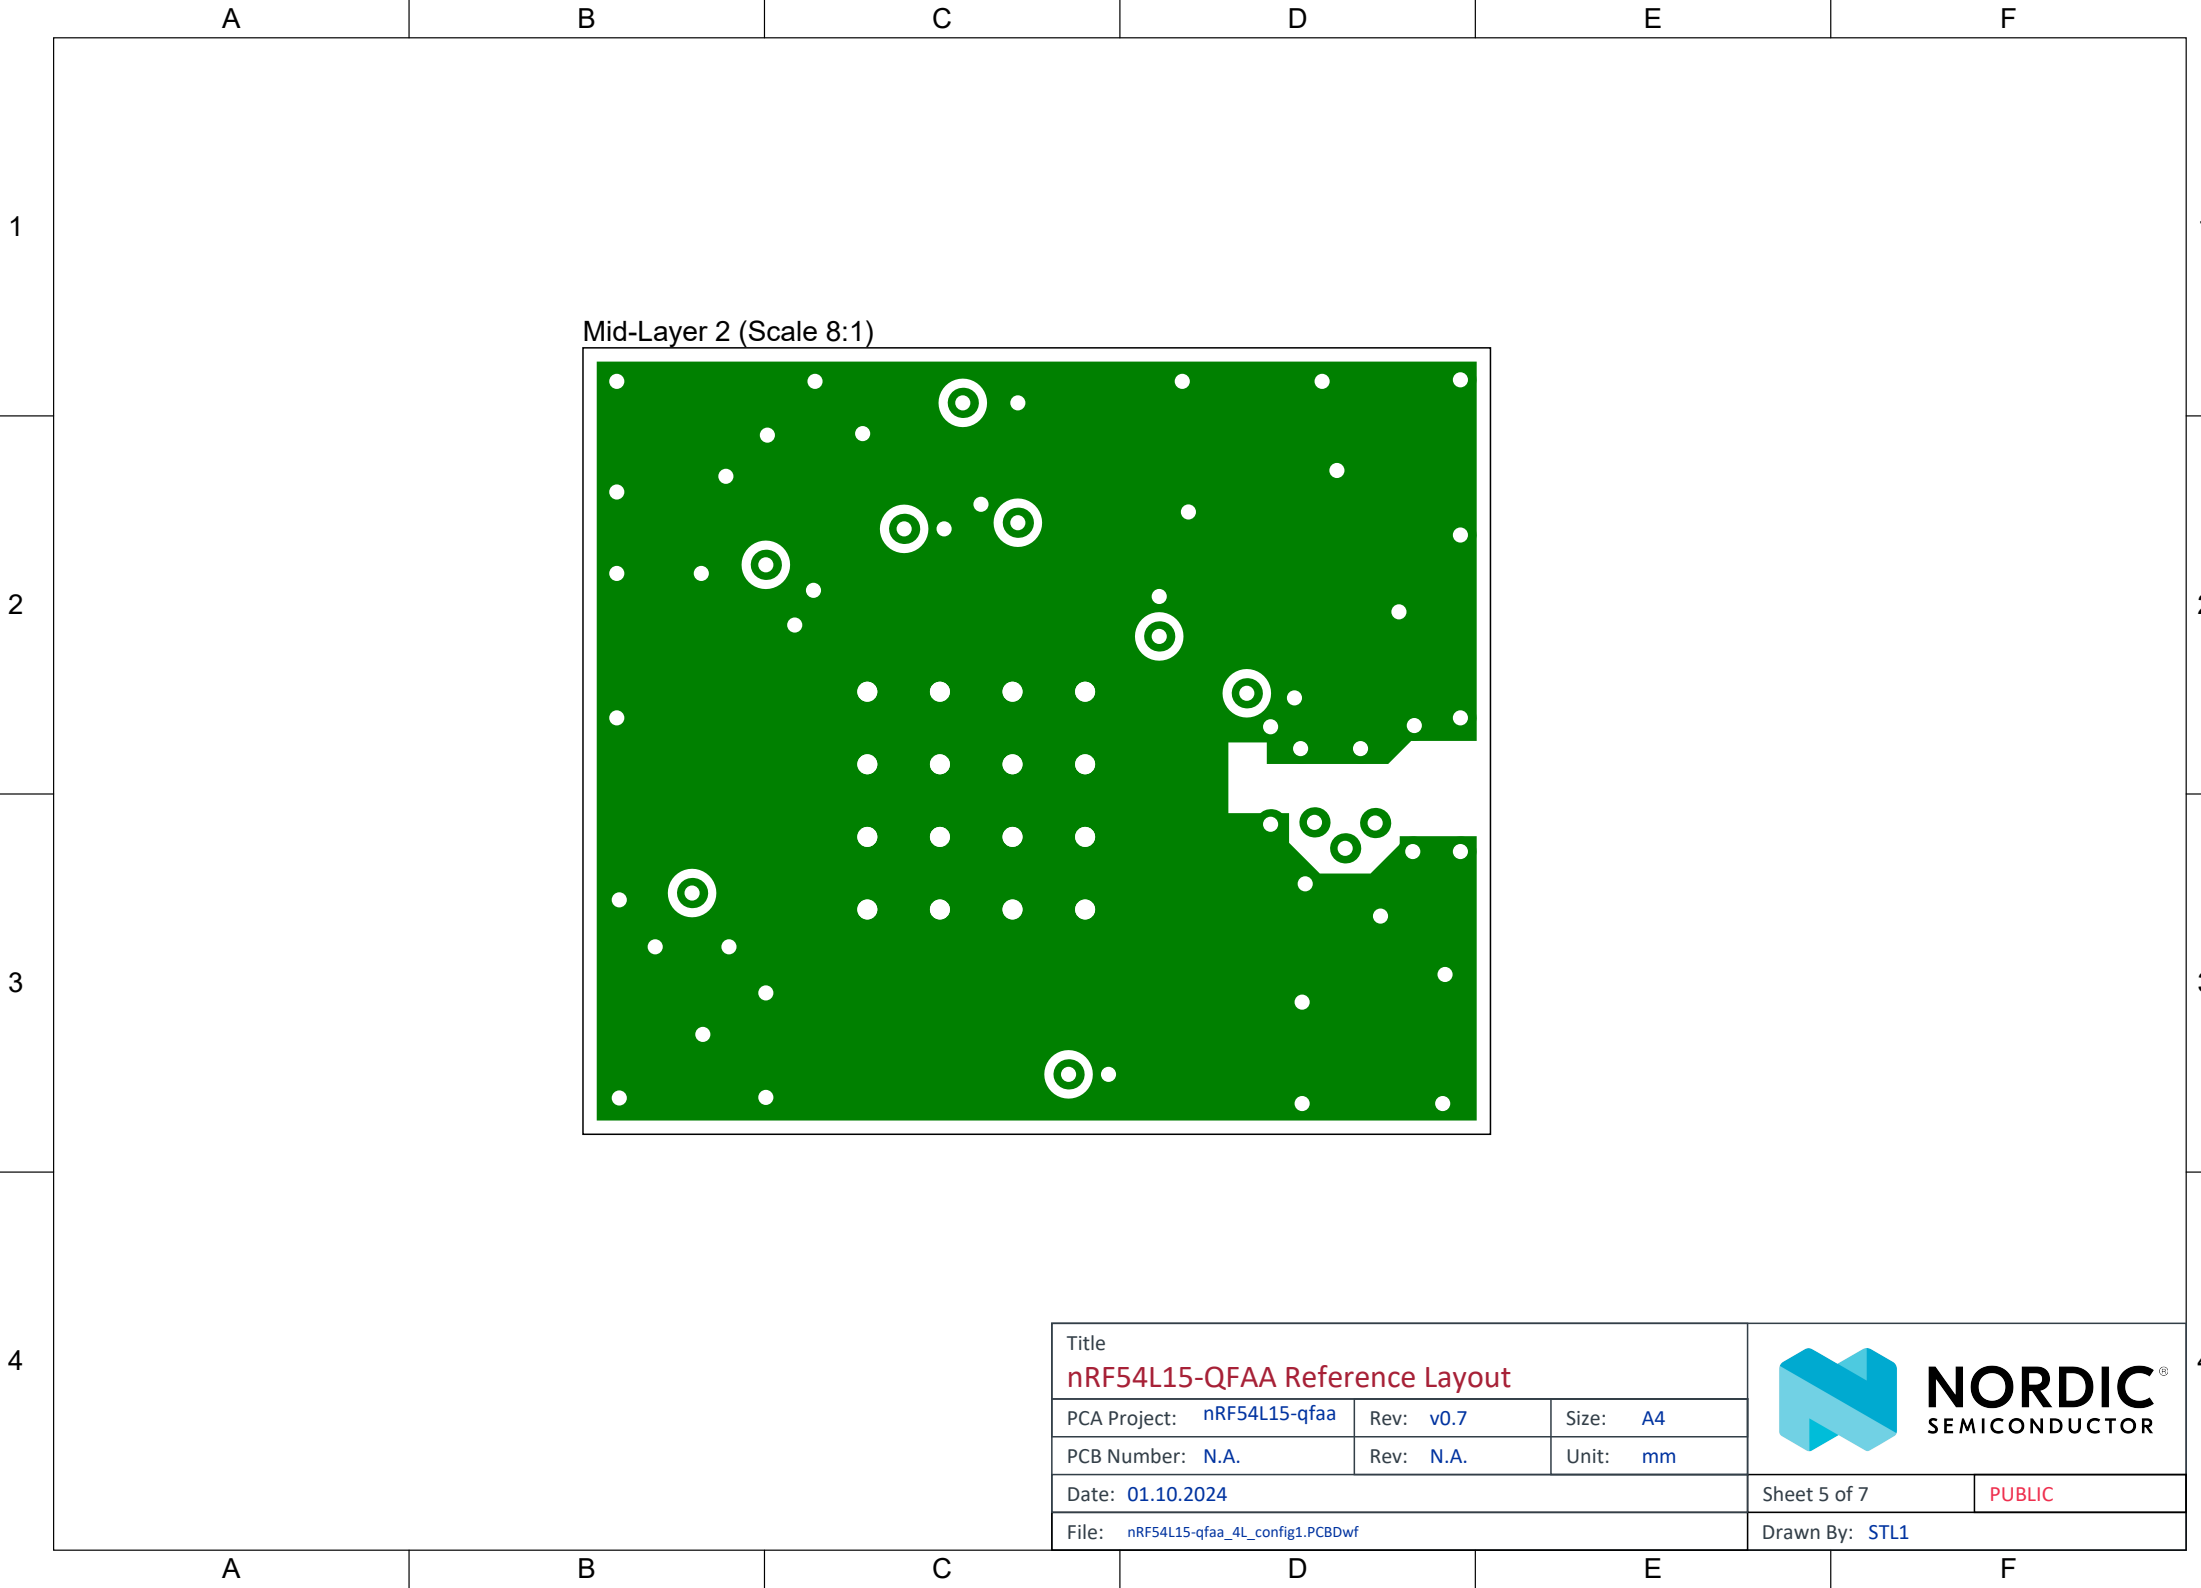 A B C D E F
1
Mid-Layer 2 (Scale 8:1)
2
3
4
Title
nRF54L15-QFAA Reference Layout
PCA Project: nRF54L15-qfaa Rev: v0.7 Size: A4
PCB Number: N.A. Rev: N.A. Unit: mm
Date: 01.10.2024
File: nRF54L15-qfaa_4L_config1.PCBDwf
NORDIC®
SEMICONDUCTOR
Sheet 5 of 7 PUBLIC
Drawn By: STL1
A B C D E F